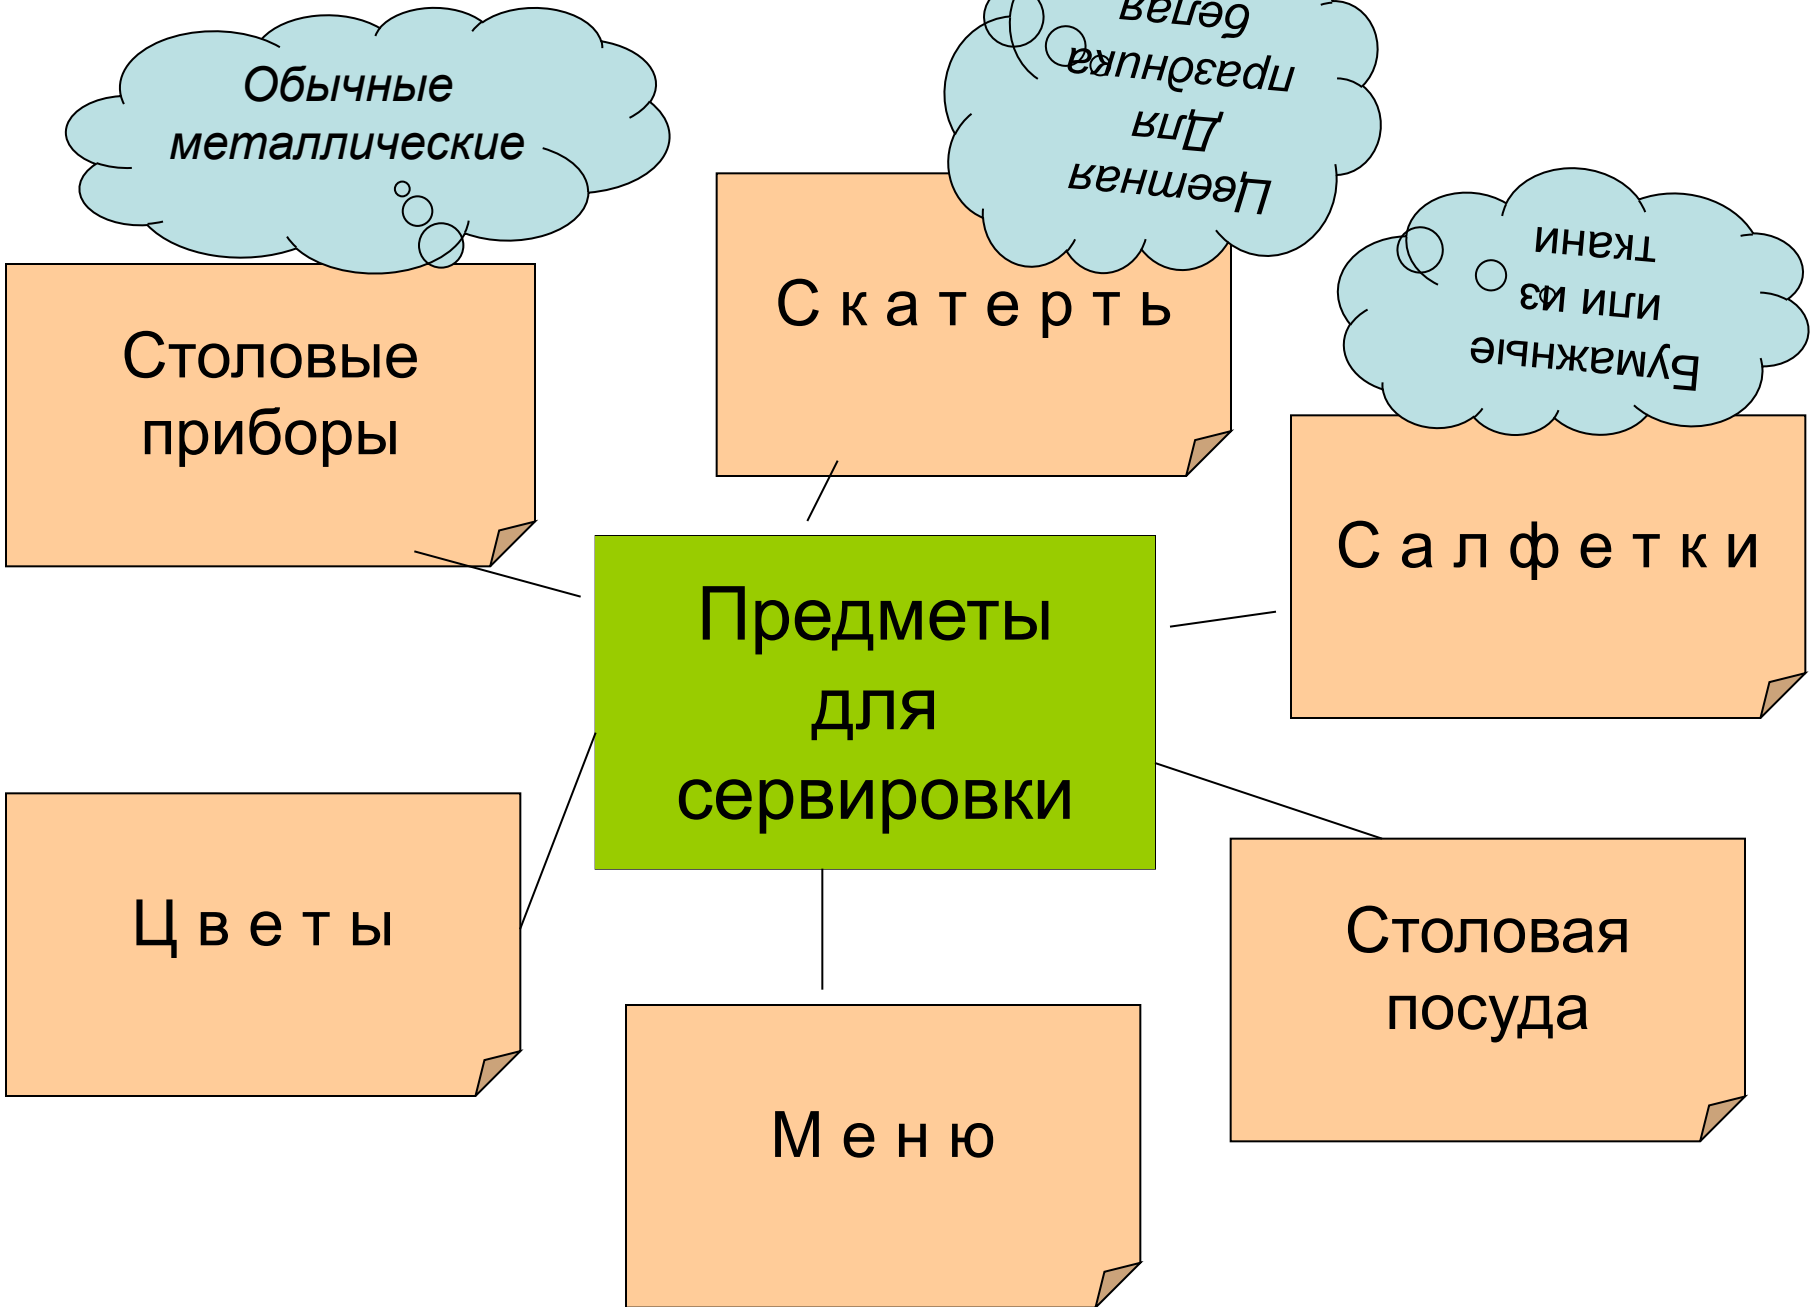 Обычные
металлические
Цветная
Для
праздника
белая
Бумажные
или из
ткани
С к а т е р т ь
Столовые
приборы
С а л ф е т к и
Предметы
для
сервировки
Ц в е т ы
Столовая
посуда
М е н ю